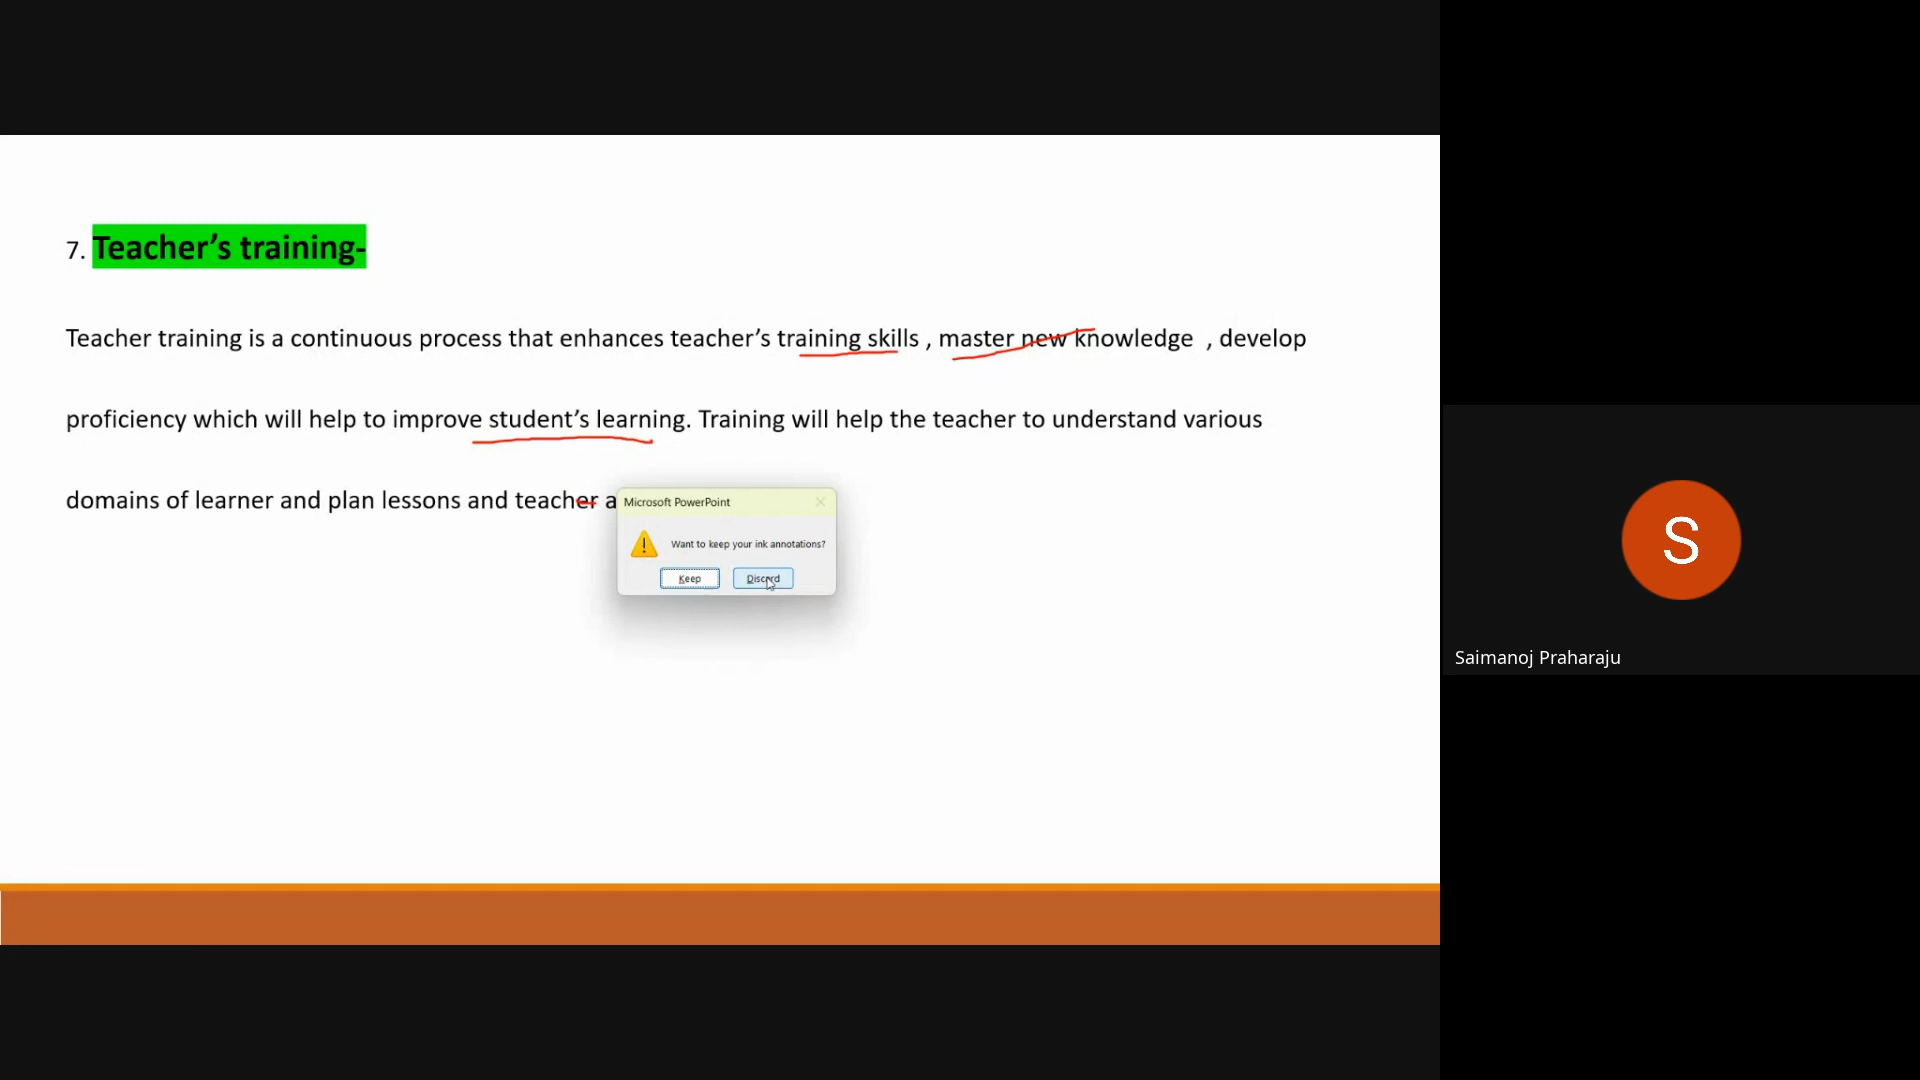 7. Teacher’s training-
Teacher training is a continuous process that enhances teacher’s training skills , master new knowledge , develop
proficiency which will help to improve student’s learning. Training will help the teacher to understand various
domains of learner and plan lessons and teacher a
Microsoft PowerPoint
Want to keep your ink annotations?
Keep Discard
S
Saimanoj Praharaju